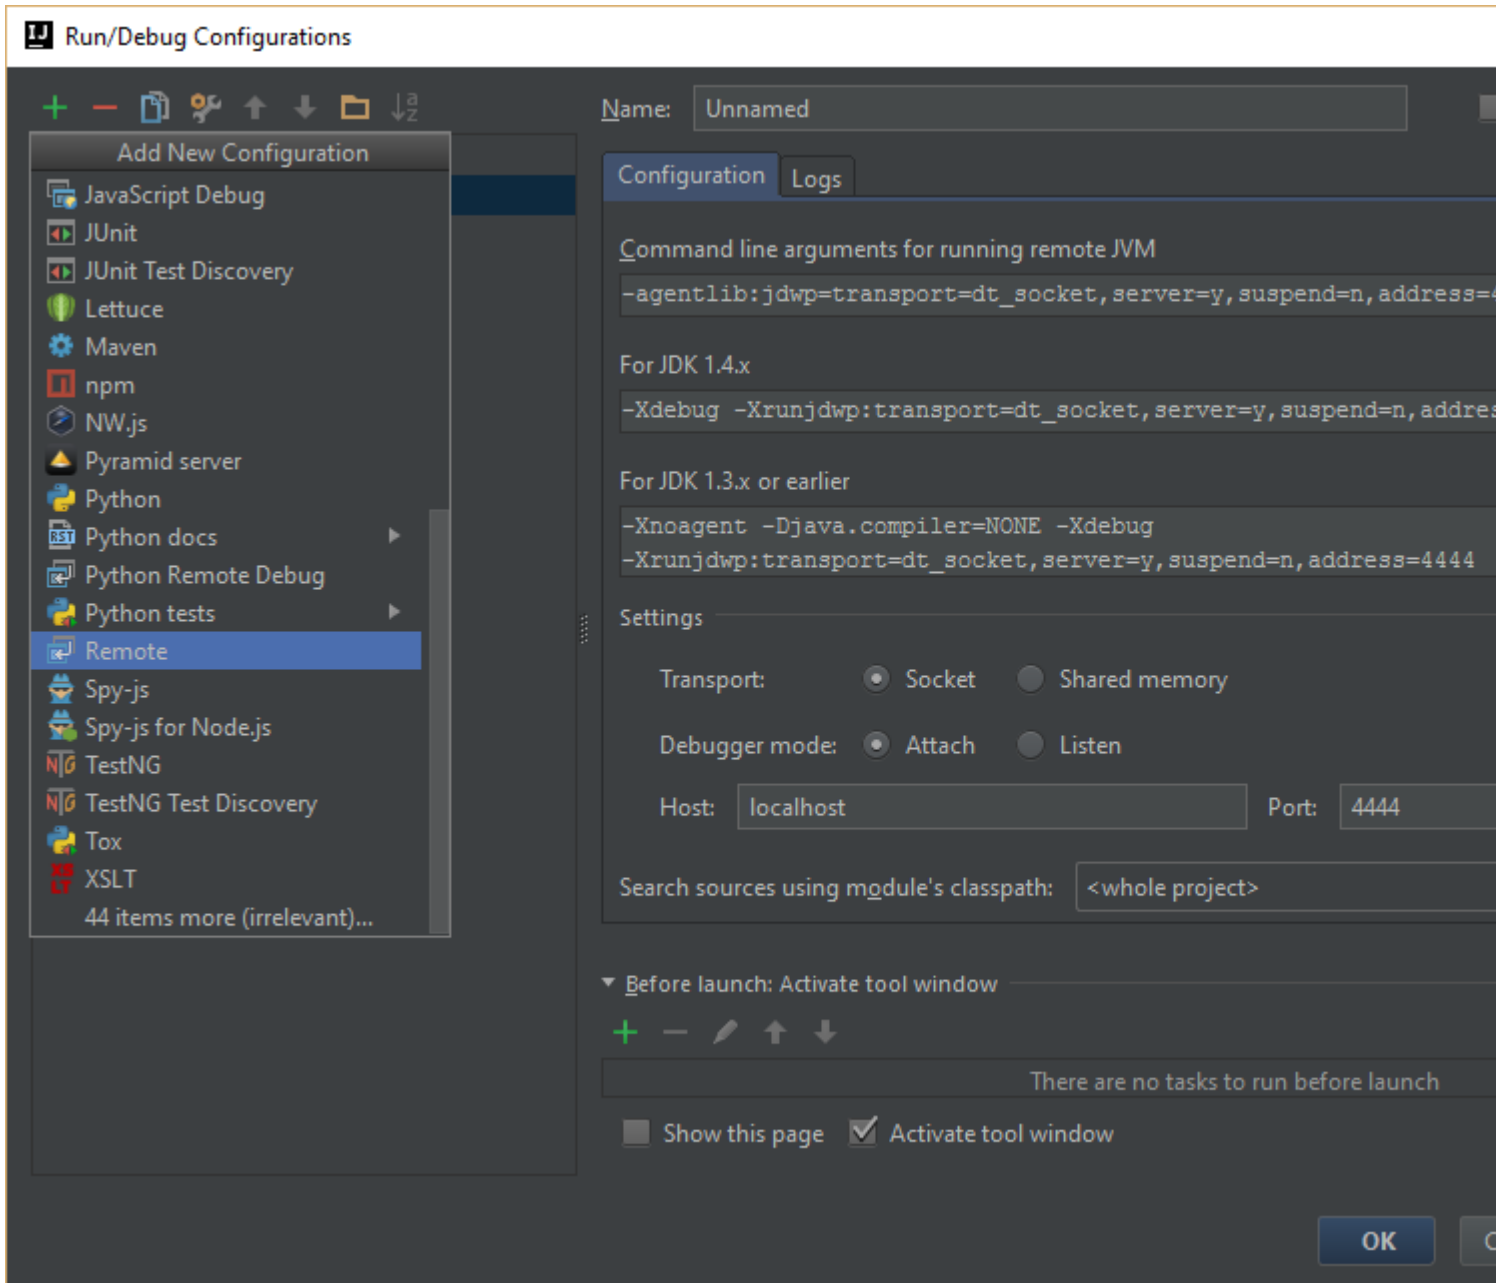 Run/Debug Configurations
Add New Configuration
JavaScript Debug
JUnit
JUnit Test Discovery
Lettuce
Maven
npm
NW.js
Pyramid server
Python
Python docs
Python Remote Debug
Python tests
Remote
Spy-js
Spy-js for Node.js
TestNG
TestNG Test Discovery
Tox
XSLT
44 items more (irrelevant)...
Name: Unnamed
Configuration Logs
Command line arguments for running remote JVM
-agentlib:jdwp=transport=dt_socket,server=y,suspend=n,address=4
For JDK 1.4.x
-Xdebug -Xrunjdwp:transport=dt_socket,server=y,suspend=n,addres
For JDK 1.3.x or earlier
-Xnoagent -Djava.compiler=NONE -Xdebug
-Xrunjdwp:transport=dt_socket,server=y,suspend=n,address=4444
Settings
Transport: Socket Shared memory
Debugger mode: Attach Listen
Host: localhost Port: 4444
Search sources using module's classpath: <whole project>
Before launch: Activate tool window
There are no tasks to run before launch
Show this page Activate tool window
OK